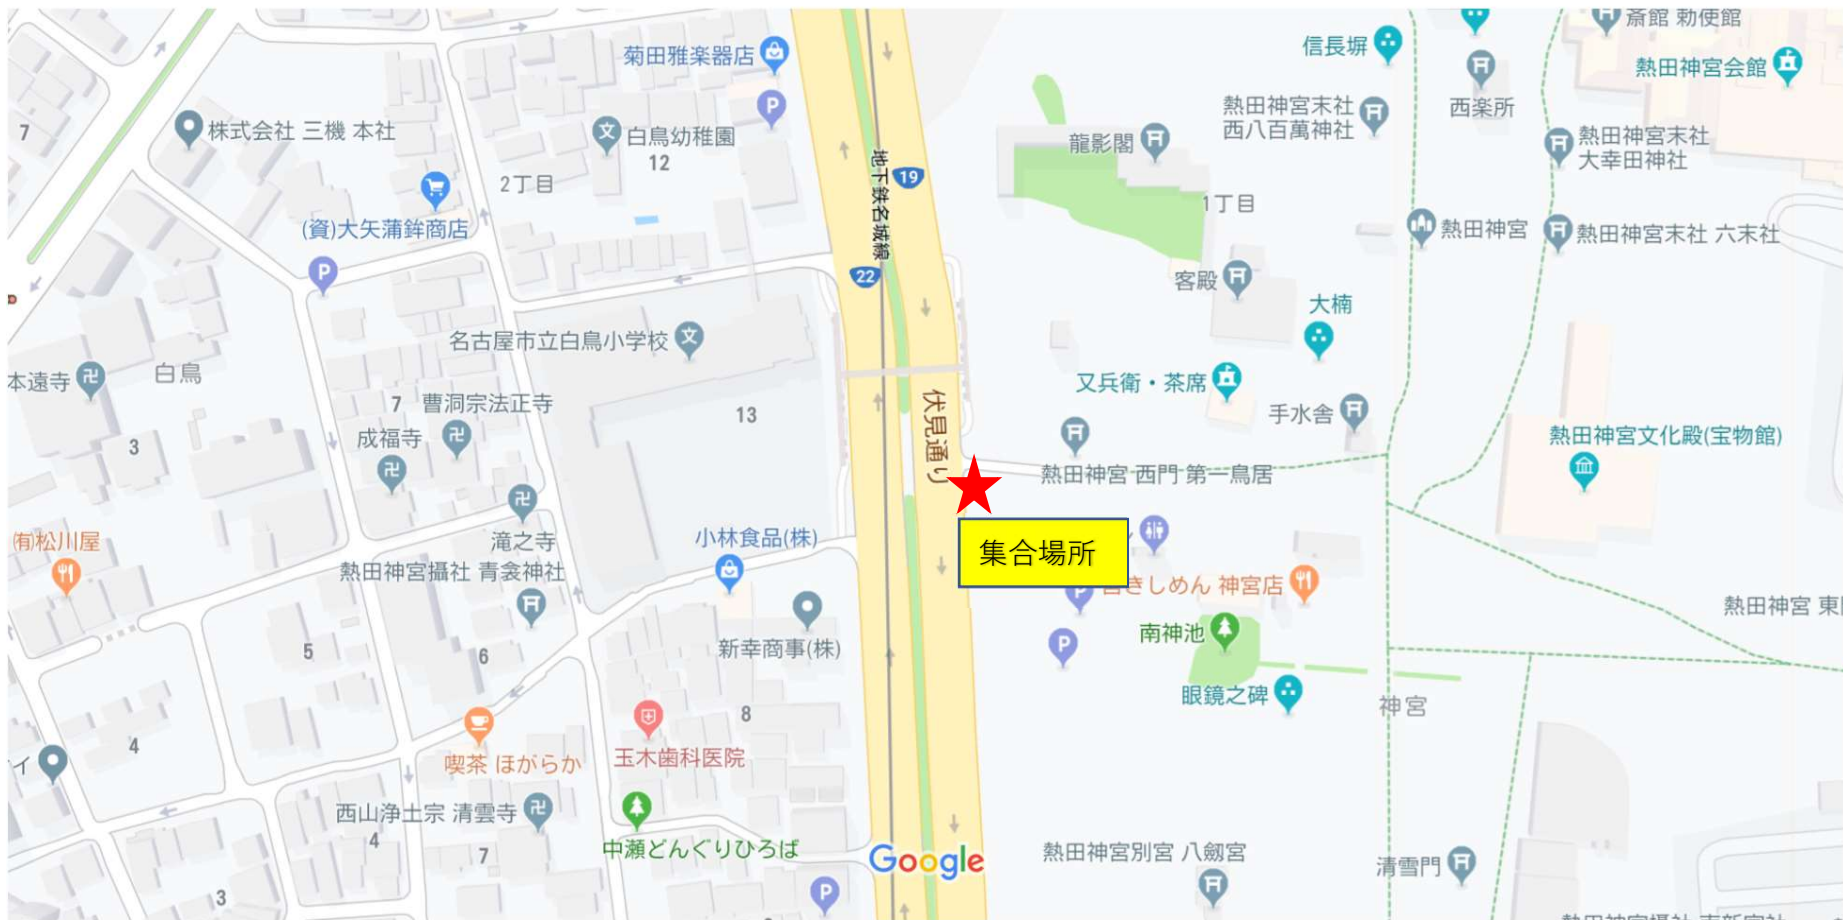 斎館 勅使館
信長塀
菊田雅楽器店
熱田神宮会館
西楽所
熱田神宮末社
西八百萬神社
7
株式会社 三機 本社
白鳥幼稚園
12
P
龍影閣
熱田神宮末社
大幸田神社
地下鉄名城線
19
2丁目
1丁目
(資)大矢蒲鉾商店
熱田神宮
熱田神宮末社 六末社
P
22
客殿
大楠
名古屋市立白鳥小学校
本遠寺
白鳥
又兵衛・茶席
7
曹洞宗法正寺
13
伏見通り
手水舎
3
成福寺
熱田神宮文化殿(宝物館)
熱田神宮 西門 第一鳥居
滝之寺
小林食品(株)
集合場所
(有)松川屋
熱田神宮攝社 青衾神社
きしめん 神宮店
P
熱田神宮 東
南神池
5
6
新幸商事(株)
P
眼鏡之碑
神宮
8
4
イ
喫茶 ほがらか
玉木歯科医院
西山浄土宗 清雲寺
4
7
中瀬どんぐりひろば
Google
熱田神宮別宮 八剱宮
清雪門
3
P